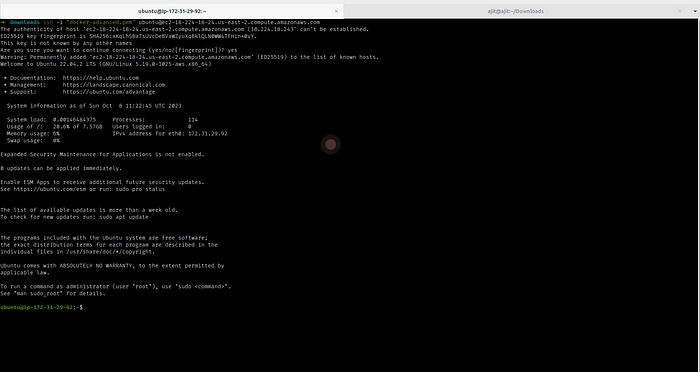 ubuntu@ip-172-31-29-92: ~
ajit@ajit:~/Downloads
→ Downloads ssh -i "docker-advanced.pem" ubuntu@ec2-18-224-18-24.us-east-2.compute.amazonaws.com
The authenticity of host 'ec2-18-224-18-24.us-east-2.compute.amazonaws.com (18.224.18.24)' can't be established.
ED25519 key fingerprint is
This key is not known by any other names
Are you sure you want to continue connecting (yes/no/[fingerprint])? yes
Warning: Permanently added 'ec2-18-224-18-24.us-east-2.compute.amazonaws.com' (ED25519) to the list of known hosts.
Welcome to Ubuntu 22.04.2 LTS (GNU/Linux 5.19.0-1025-aws x86_64)
* Documentation: https://help.ubuntu.com
* Management: https://landscape.canonical.com
* Support: https://ubuntu.com/advantage
System information as of Sun Oct 8 11:22:45 UTC 2023
System load: 0.00146484375 Processes: 114
Usage of /: 20.6% of 7.57GB Users logged in: 0
Memory usage: 6% IPv4 address for eth0: 172.31.29.92
Swap usage: 0%
Expanded Security Maintenance for Applications is not enabled.
0 updates can be applied immediately.
Enable ESM Apps to receive additional future security updates.
See https://ubuntu.com/esm or run: sudo pro status
The list of available updates is more than a week old.
To check for new updates run: sudo apt update
The programs included with the Ubuntu system are free software;
the exact distribution terms for each program are described in the
individual files in /usr/share/doc/*/copyright.
Ubuntu comes with ABSOLUTELY NO WARRANTY, to the extent permitted by
applicable law.
To run a command as administrator (user "root"), use "sudo <command>".
See "man sudo_root" for details.
ubuntu@ip-172-31-29-92:~$